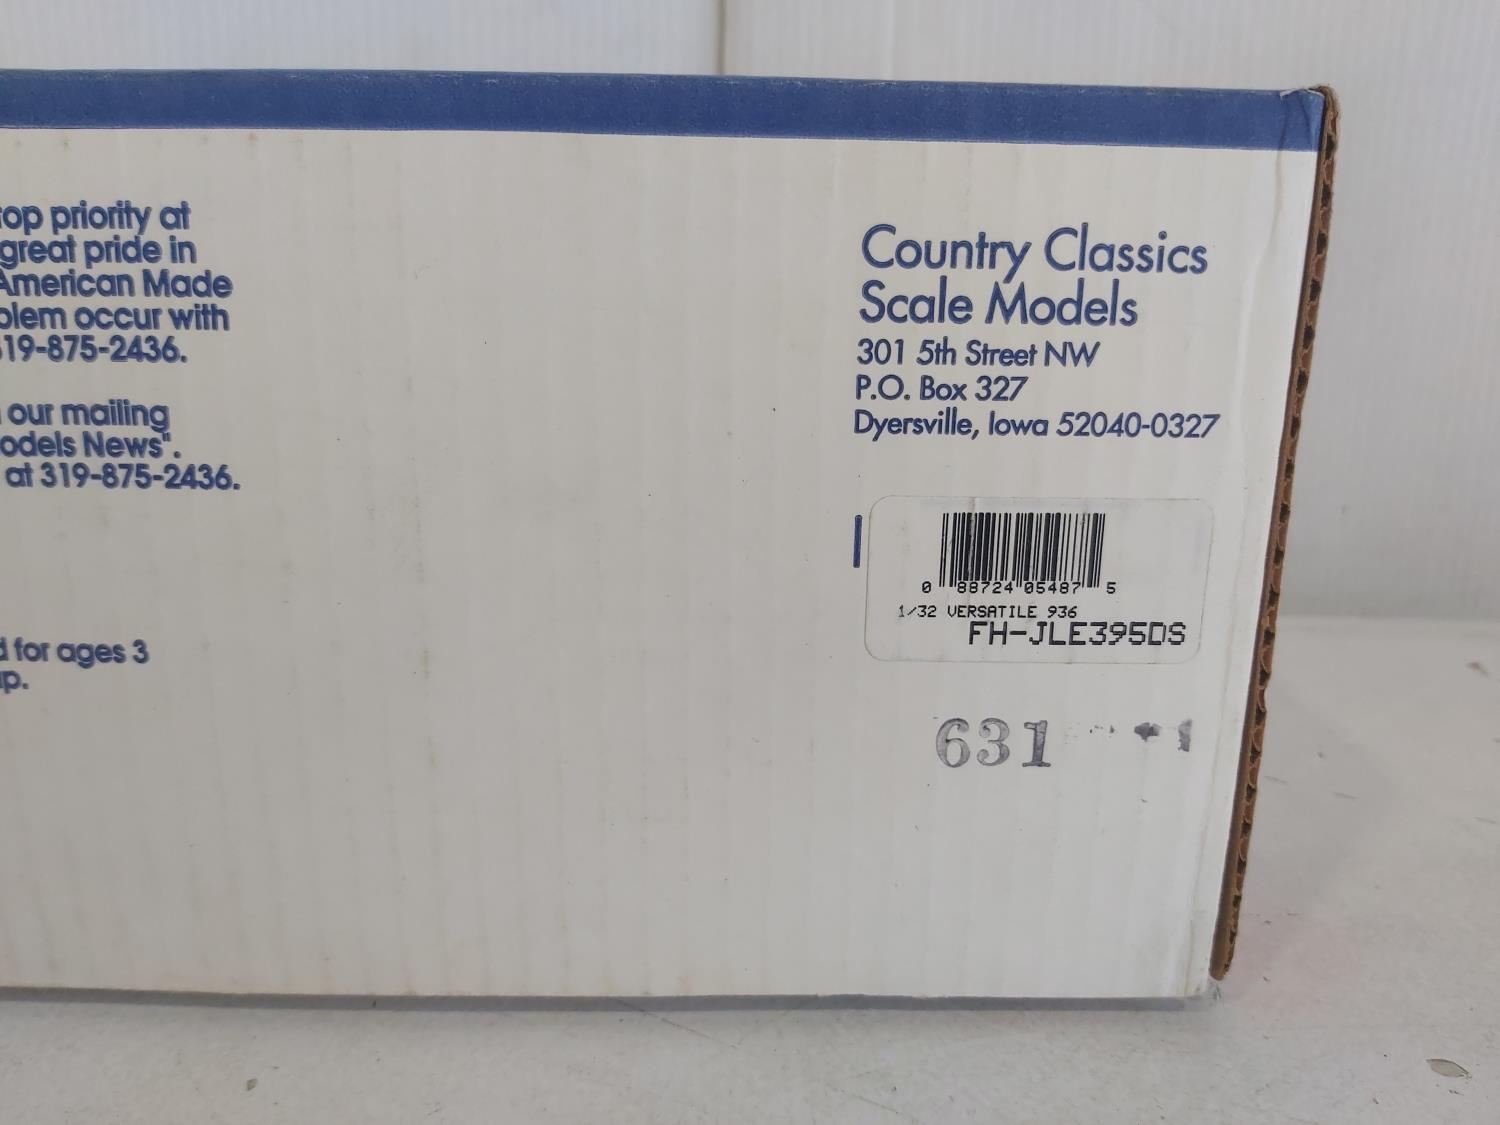 top priority at
great pride in
American Made
blem occur with
319-875-2436.
our mailing
odels News".
at 319-875-2436.
d for ages 3
up.
Country Classics
Scale Models
301 5th Street NW
P.O. Box 327
Dyersville, Iowa 52040-0327
0 88724 05487 5
1/32 VERSATILE 936
FH-JLE395DS
631